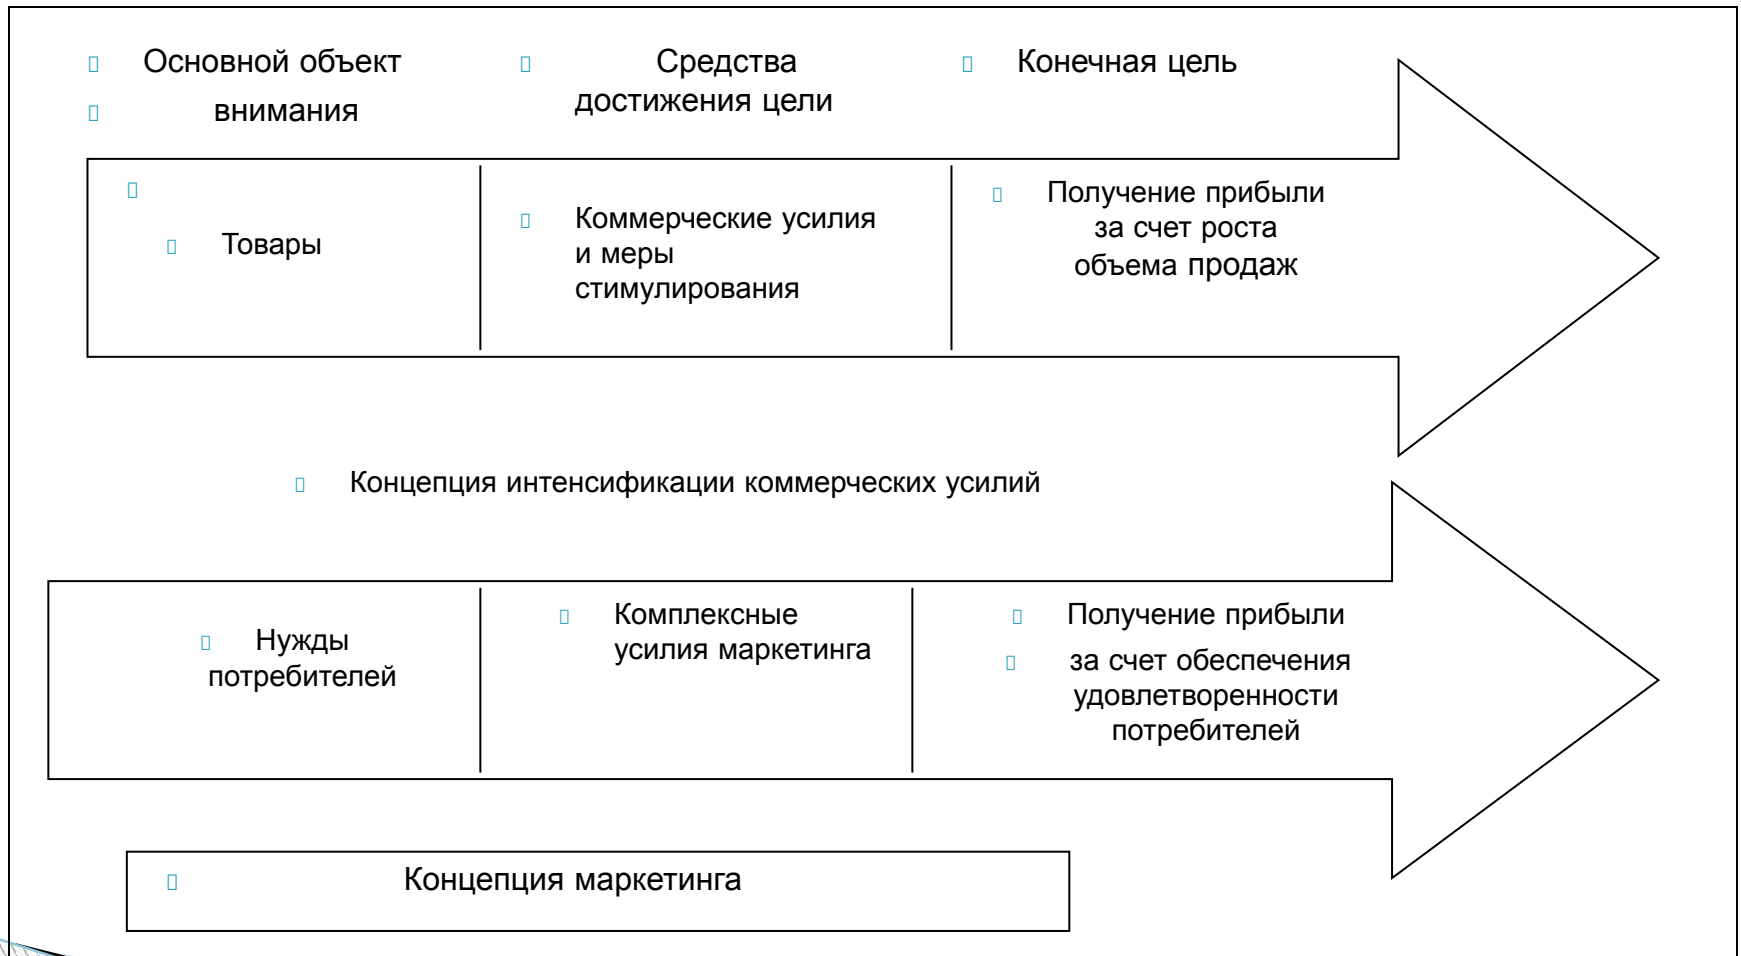 Основной объект
внимания
Средства
достижения цели
Конечная цель
Товары
Коммерческие усилия
и меры
стимулирования
Получение прибыли
за счет роста
объема продаж
Концепция интенсификации коммерческих усилий
Нужды
потребителей
Комплексные
усилия маркетинга
Получение прибыли
за счет обеспечения
удовлетворенности
потребителей
Концепция маркетинга